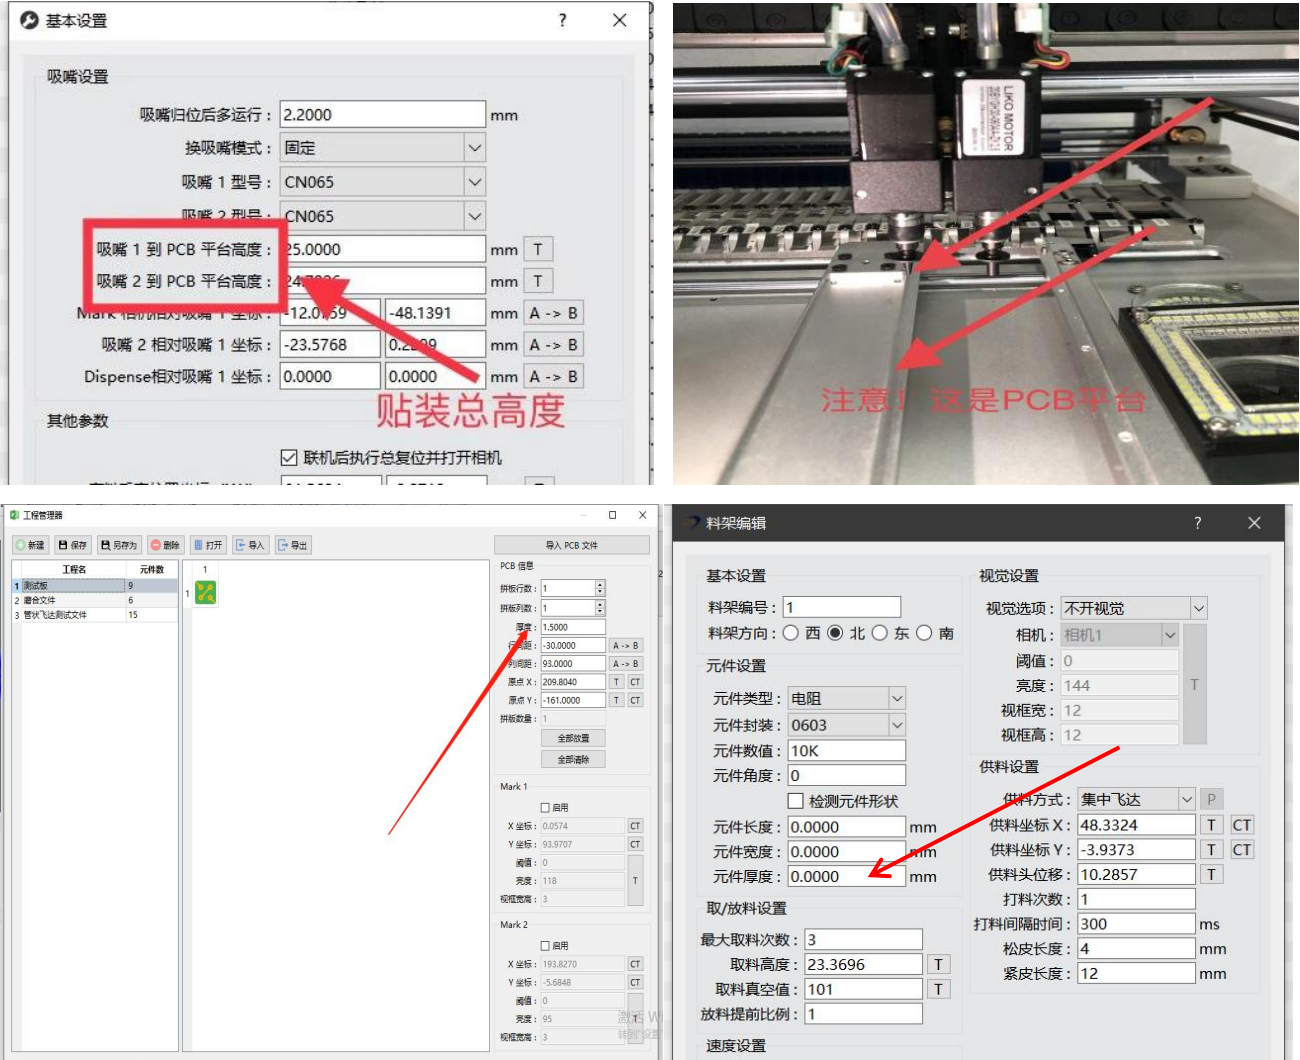 基本设置
吸嘴设置
吸嘴归位后多运行： 2.2000 mm
换吸嘴模式： 固定
吸嘴 1 型号： CN065
吸嘴 2 型号： CN065
吸嘴 1 到 PCB 平台高度： 25.0000 mm T
吸嘴 2 到 PCB 平台高度： mm T
Mark 相机相对吸嘴 1 坐标： -48.1391 mm A -> B
吸嘴 2 相对吸嘴 1 坐标： -23.5768 mm A -> B
Dispense相对吸嘴 1 坐标： 0.0000 0.0000 mm A -> B
贴装总高度
其他参数
联机后执行总复位并打开相机
LIKO MOTOR
注意！这是PCB平台
工程管理器
新建 保存 另存为 删除 打开 导入 导出
导入 PCB 文件
工程名 元件数
1 测试板 9
2 磨合文件 6
3 管状飞达测试文件 15
1
1
PCB 信息
拼板行数： 1
拼板列数： 1
厚度： 1.5000
行间距： -30.0000 A -> B
列间距： 93.0000 A -> B
原点 X： 209.8040 T CT
原点 Y： -161.0000 T CT
拼板数量： 1
全部放置
全部清除
Mark 1
启用
X 坐标： 0.0574 CT
Y 坐标： 93.9707 CT
阈值： 0
亮度： 118 T
视框宽高： 3
Mark 2
启用
X 坐标： 193.8270 CT
Y 坐标： -5.6848 CT
阈值： 0
亮度： 95 T
视框宽高： 3
料架编辑
基本设置
料架编号： 1
料架方向： 西 北 东 南
元件设置
元件类型： 电阻
元件封装： 0603
元件数值： 10K
元件角度： 0
检测元件形状
元件长度： 0.0000 mm
元件宽度： 0.0000 mm
元件厚度： 0.0000 mm
取/放料设置
最大取料次数： 3
取料高度： 23.3696 T
取料真空值： 101 T
放料提前比例： 1
速度设置
视觉设置
视觉选项： 不开视觉
相机： 相机1
阈值： 0
亮度： 144 T
视框宽： 12
视框高： 12
供料设置
供料方式： 集中飞达 P
供料坐标 X： 48.3324 T CT
供料坐标 Y： -3.9373 T CT
供料头位移： 10.2857 T
打料次数： 1
打料间隔时间： 300 ms
松皮长度： 4 mm
紧皮长度： 12 mm